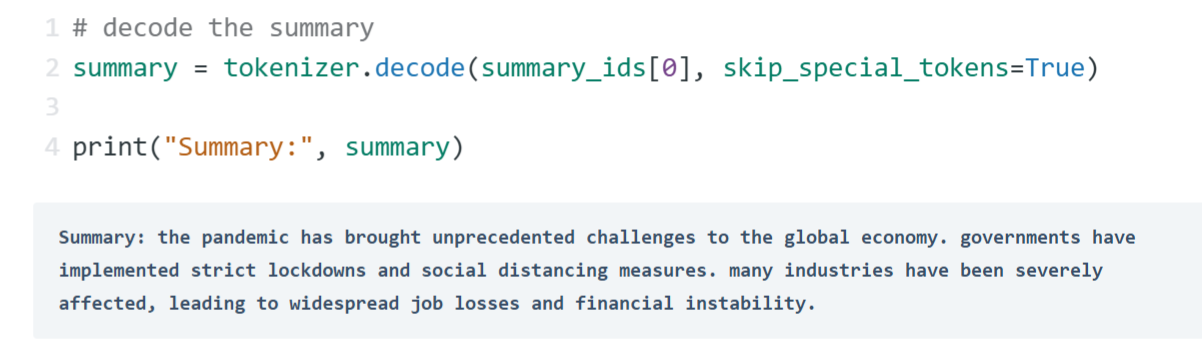 1 # decode the summary
2 summary = tokenizer.decode(summary_ids[0], skip_special_tokens=True)
3
4 print("Summary:", summary)
Summary: the pandemic has brought unprecedented challenges to the global economy. governments have
implemented strict lockdowns and social distancing measures. many industries have been severely
affected, leading to widespread job losses and financial instability.